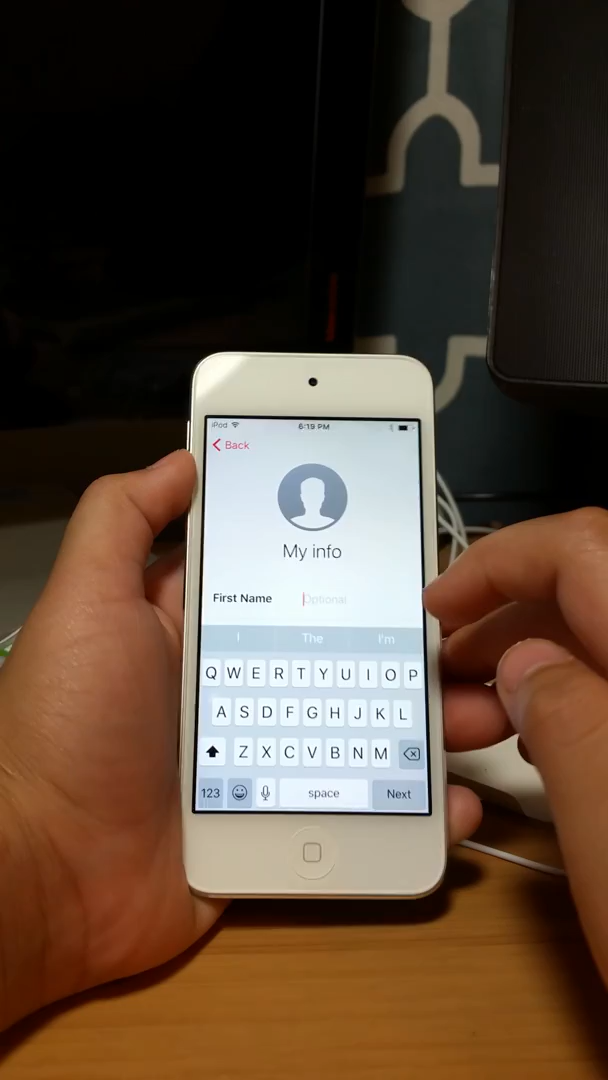 iPod 6:19 PM
Back
My info
First Name Optional
I The I'm
Q W E R T Y U I O P
A S D F G H J K L
Z X C V B N M
123 space Next